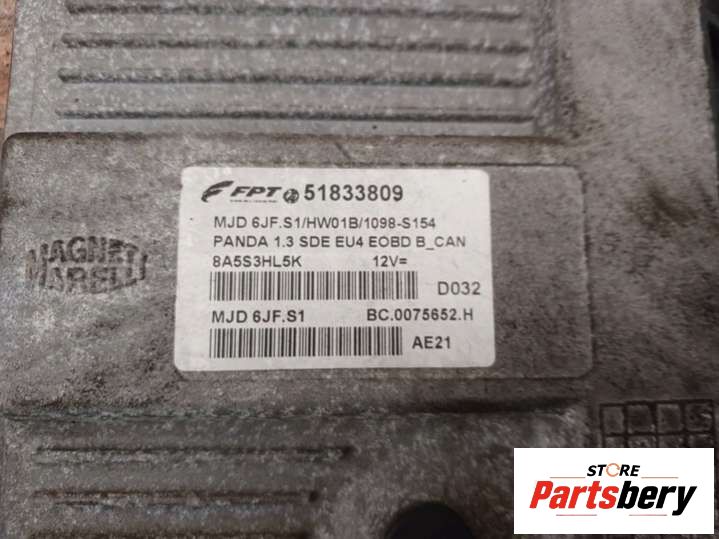 FPT 51833809
MJD 6JF.S1/HW01B/1098-S154
PANDA 1.3 SDE EU4 EOBD B_CAN
8A5S3HL5K 12V=
D032
MJD 6JF.S1 BC.0075652.H
AE21
MAGNETI
MARELLI
STORE
Partsbery